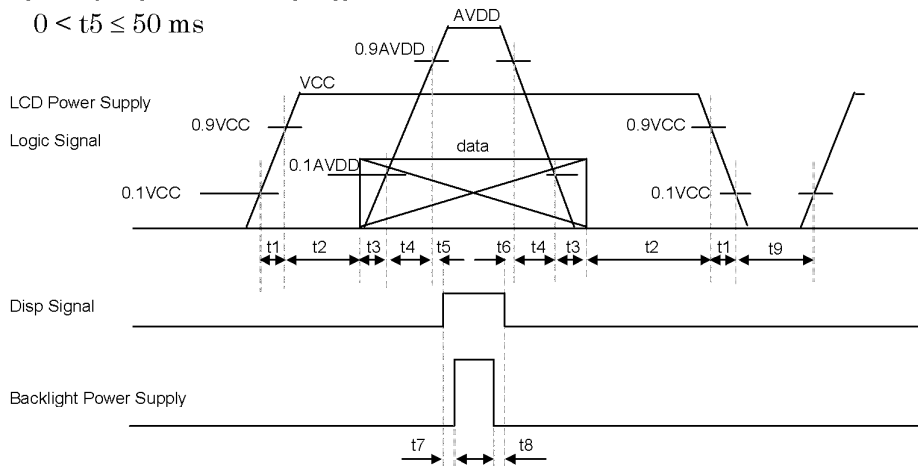 0 < t5 ≤ 50 ms
AVDD
0.9AVDD
VCC
LCD Power Supply
0.9VCC
0.9VCC
Logic Signal
data
0.1AVDD
0.1VCC
0.1VCC
t1 t2 t3 t4 t5 t6 t4 t3 t2 t1 t9
Disp Signal
Backlight Power Supply
t7 t8